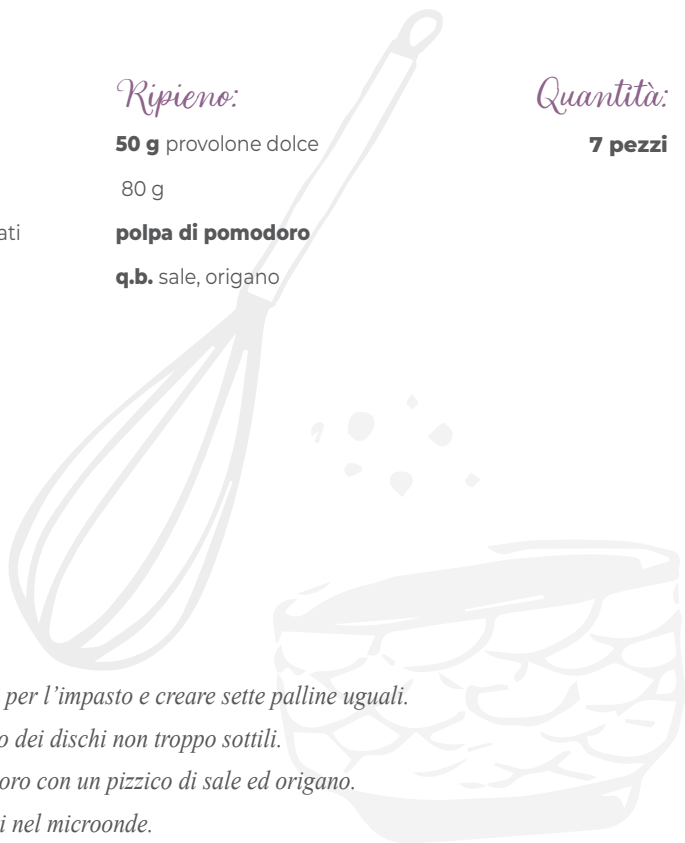 Ripieno:
Quantità:
50 g provolone dolce
7 pezzi
80 g
ati
polpa di pomodoro
q.b. sale, origano
per l’impasto e creare sette palline uguali.
o dei dischi non troppo sottili.
oro con un pizzico di sale ed origano.
i nel microonde.